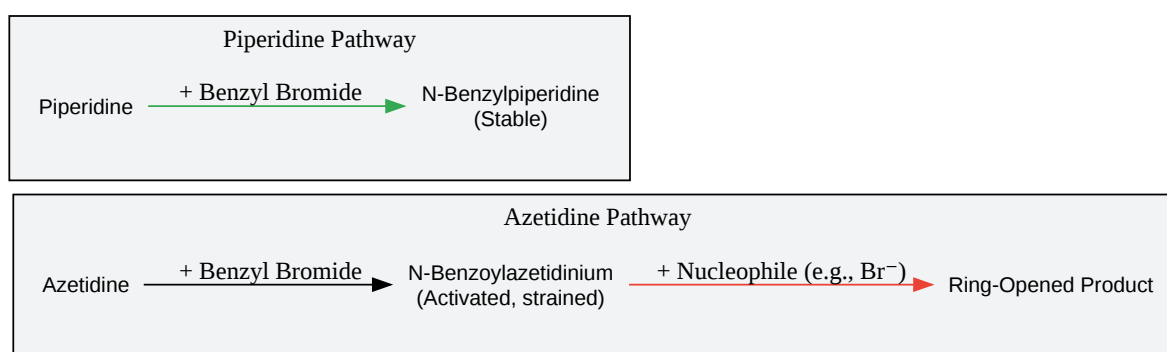 Piperidine Pathway
Piperidine
+ Benzyl Bromide
N-Benzylpiperidine
(Stable)
Azetidine Pathway
Azetidine
+ Benzyl Bromide
N-Benzoylazetidinium
(Activated, strained)
+ Nucleophile (e.g., Br⁻)
Ring-Opened Product